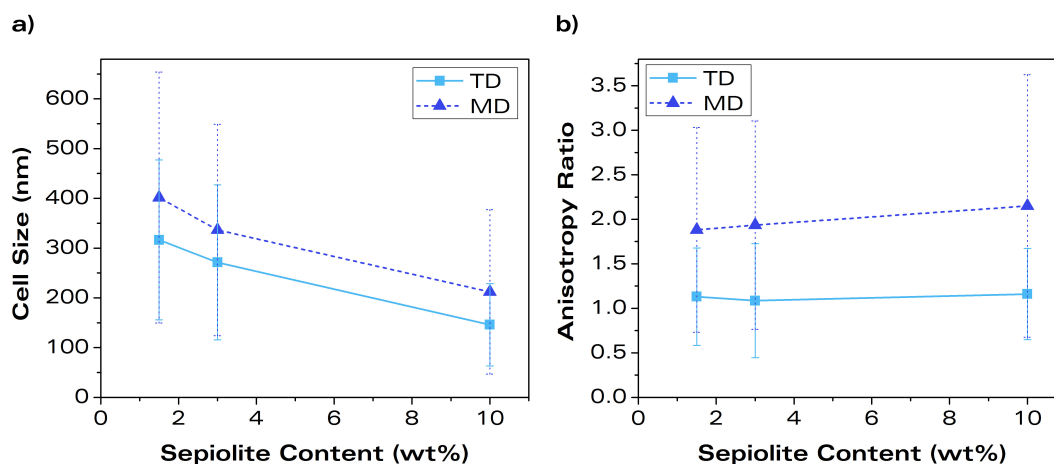 a)
TD
MD
Cell Size (nm)
600
500
400
300
200
100
0
0 2 4 6 8 10
Sepiolite Content (wt%)
b)
TD
MD
Anisotropy Ratio
3.5
3.0
2.5
2.0
1.5
1.0
0.5
0.0
0 2 4 6 8 10
Sepiolite Content (wt%)